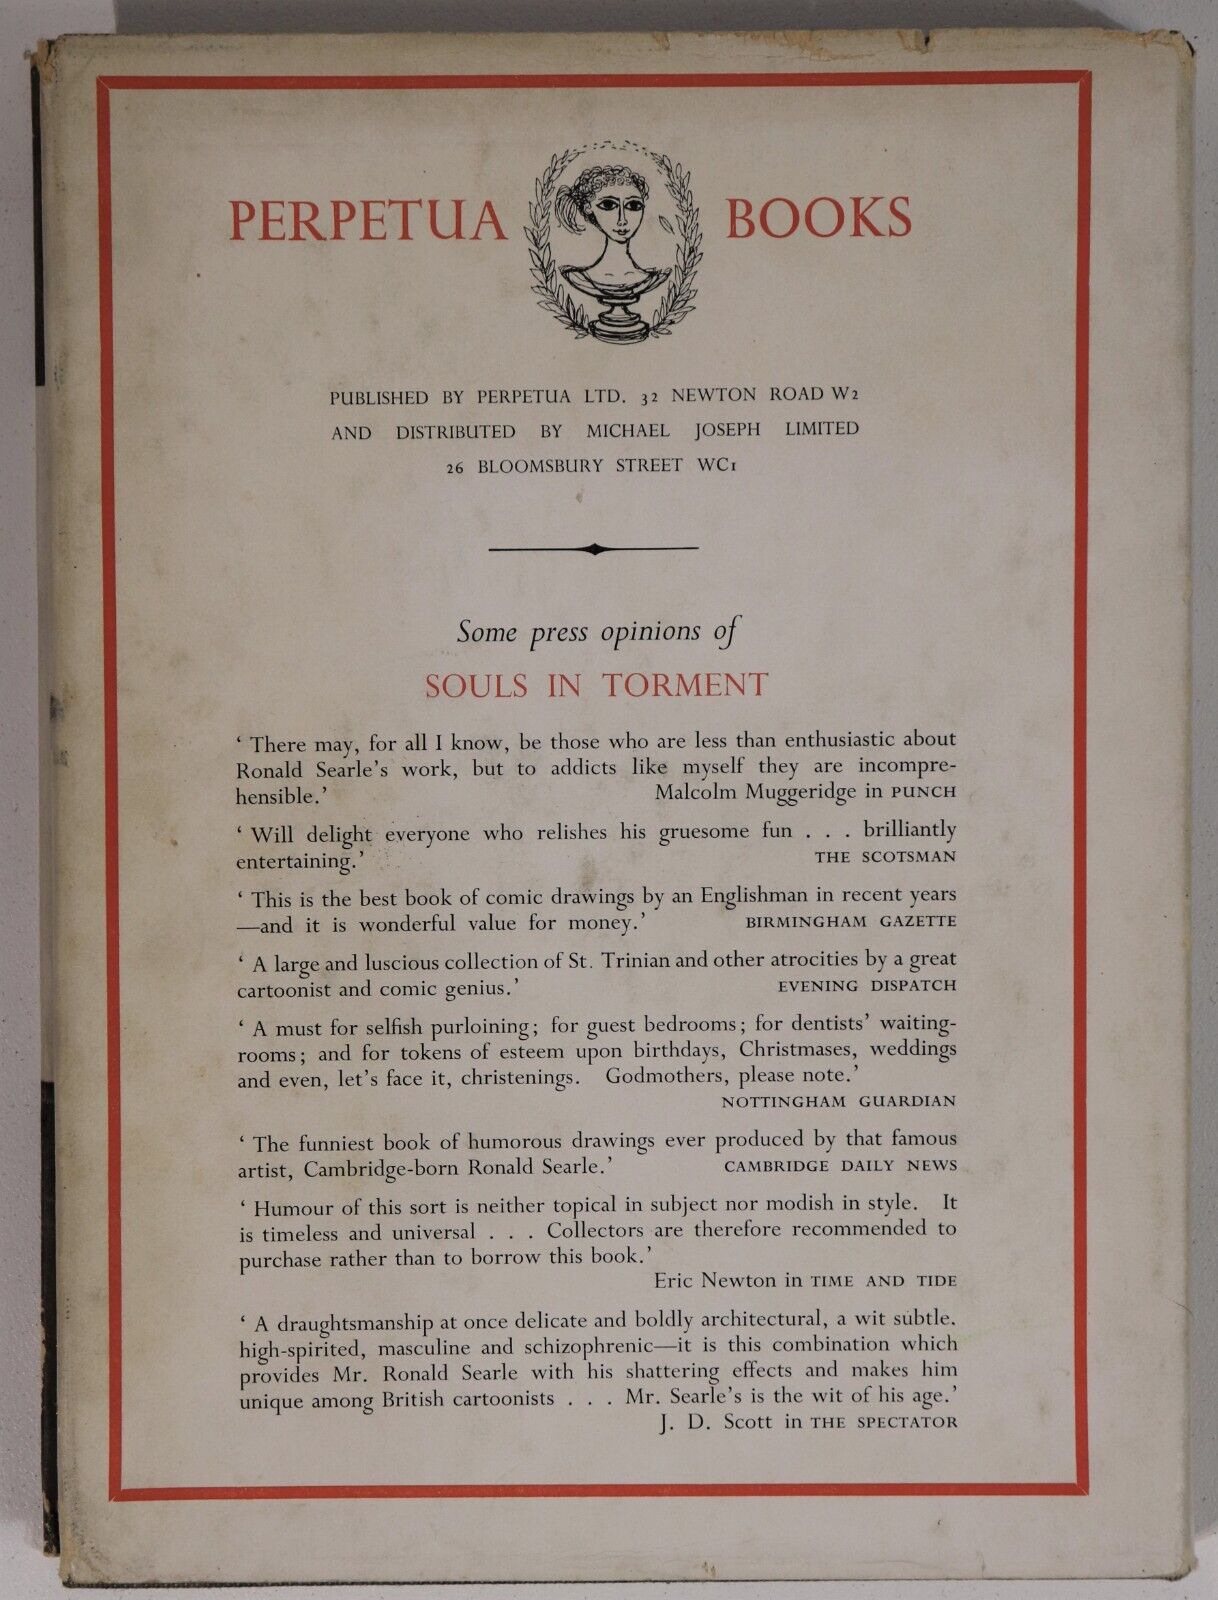 PERPETUA BOOKS
PUBLISHED BY PERPETUA LTD. 32 NEWTON ROAD W2
AND DISTRIBUTED BY MICHAEL JOSEPH LIMITED
26 BLOOMSBURY STREET WC1
Some press opinions of
SOULS IN TORMENT
‘ There may, for all I know, be those who are less than enthusiastic about
Ronald Searle’s work, but to addicts like myself they are incompre-
hensible.’ Malcolm Muggeridge in PUNCH
‘ Will delight everyone who relishes his gruesome fun . . . brilliantly
entertaining.’ THE SCOTSMAN
‘ This is the best book of comic drawings by an Englishman in recent years
—and it is wonderful value for money.’ BIRMINGHAM GAZETTE
‘ A large and luscious collection of St. Trinian and other atrocities by a great
cartoonist and comic genius.’ EVENING DISPATCH
‘ A must for selfish purloining; for guest bedrooms; for dentists’ waiting-
rooms; and for tokens of esteem upon birthdays, Christmases, weddings
and even, let’s face it, christenings. Godmothers, please note.’
NOTTINGHAM GUARDIAN
‘ The funniest book of humorous drawings ever produced by that famous
artist, Cambridge-born Ronald Searle.’ CAMBRIDGE DAILY NEWS
‘ Humour of this sort is neither topical in subject nor modish in style. It
is timeless and universal . . . Collectors are therefore recommended to
purchase rather than to borrow this book.’
Eric Newton in TIME AND TIDE
‘ A draughtsmanship at once delicate and boldly architectural, a wit subtle.
high-spirited, masculine and schizophrenic—it is this combination which
provides Mr. Ronald Searle with his shattering effects and makes him
unique among British cartoonists . . . Mr. Searle’s is the wit of his age.’
J. D. Scott in THE SPECTATOR